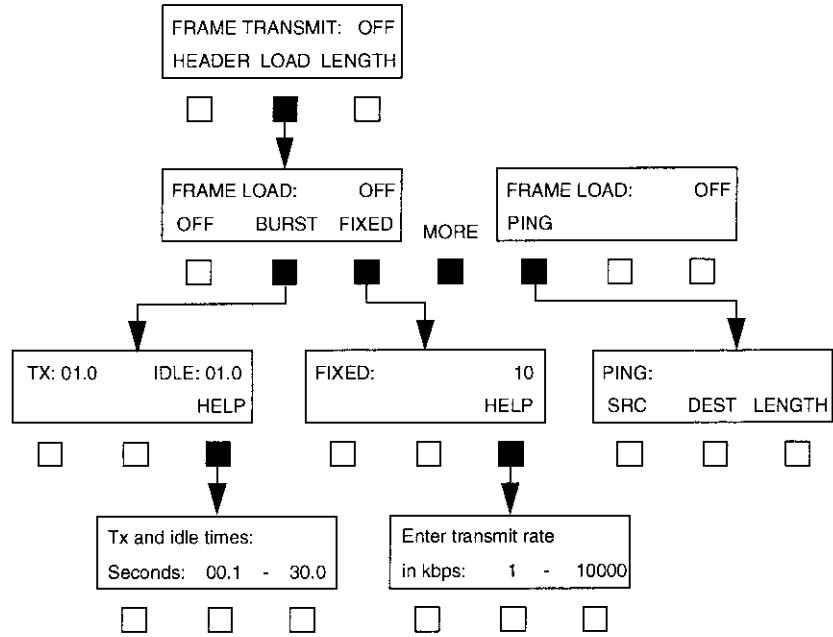 FRAME TRANSMIT: OFF
HEADER LOAD LENGTH
FRAME LOAD: OFF
OFF BURST FIXED
MORE
FRAME LOAD: OFF
PING
TX: 01.0 IDLE: 01.0
HELP
FIXED: 10
HELP
PING:
SRC DEST LENGTH
Tx and idle times:
Seconds: 00.1 - 30.0
Enter transmit rate
in kbps: 1 - 10000